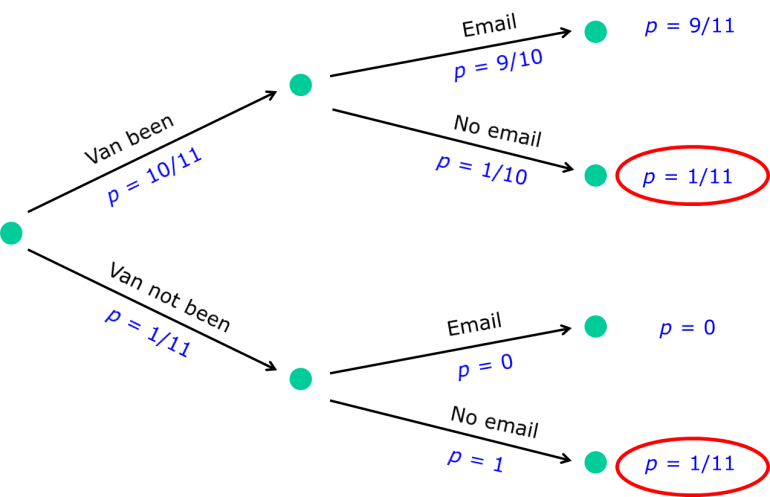 Email
p = 9/10
p = 9/11
Van been
p = 10/11
No email
p = 1/10
p = 1/11
Van not been
p = 1/11
Email
p = 0
p = 0
No email
p = 1
p = 1/11